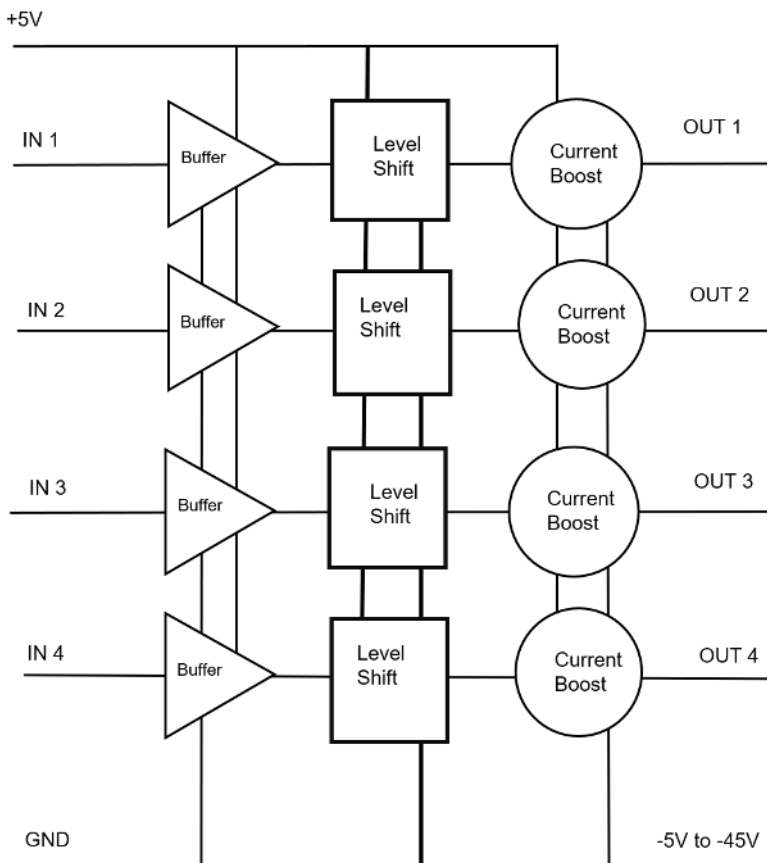 +5V
IN 1
Buffer
Level
Shift
Current
Boost
OUT 1
IN 2
Buffer
Level
Shift
Current
Boost
OUT 2
IN 3
Buffer
Level
Shift
Current
Boost
OUT 3
IN 4
Buffer
Level
Shift
Current
Boost
OUT 4
GND
-5V to -45V